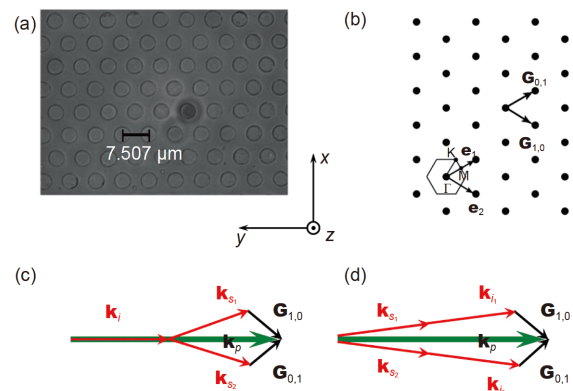 (a)
7.507 µm
x
y
z
(b)
G0,1
G1,0
K
e1
M
Γ
e2
(c)
ki
ks1
kp
ks2
G1,0
G0,1
(d)
ks1
ki1
kp
ks2
G1,0
G0,1